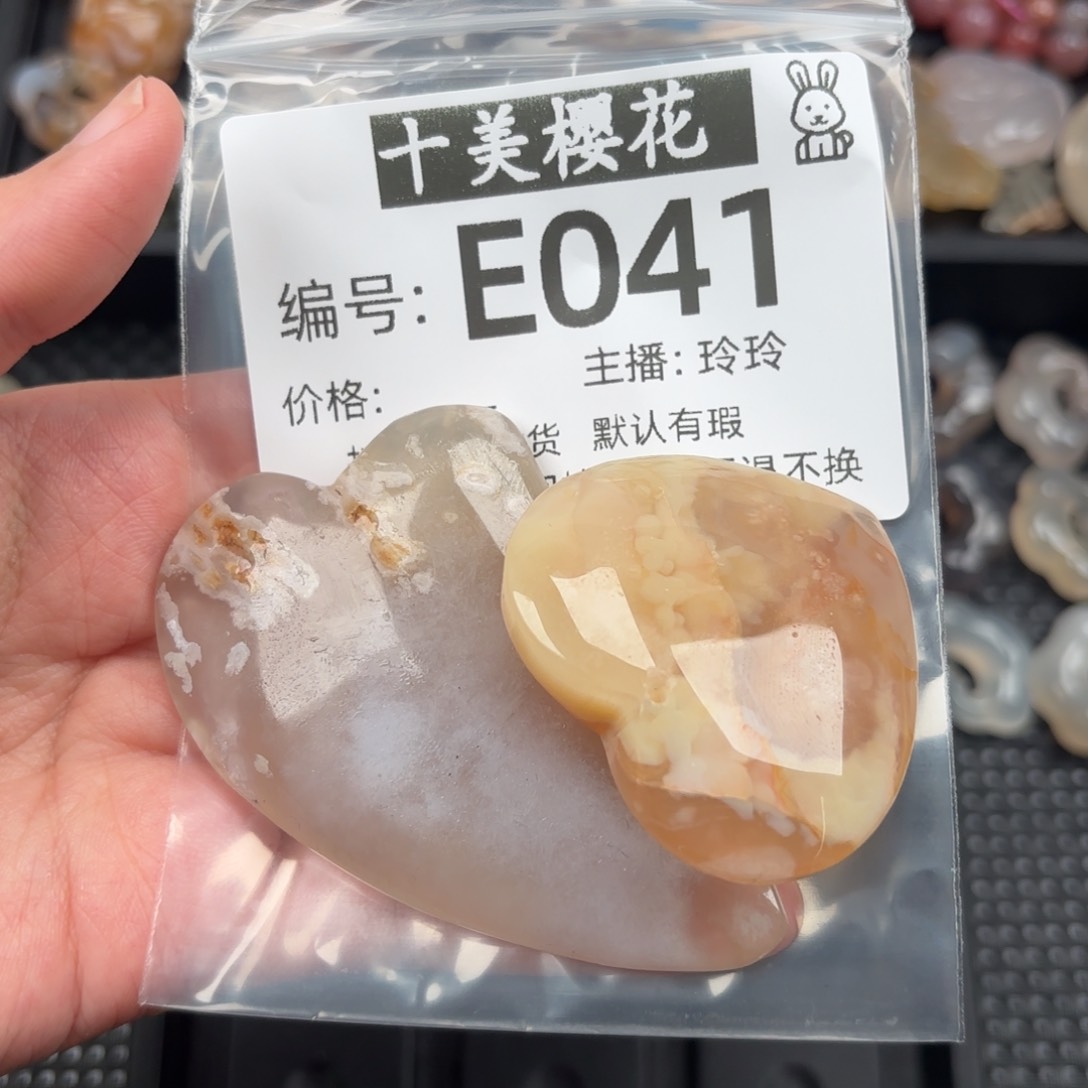 十美樱花
编号: E041
主播: 玲玲
价格:
货 默认有瑕
退不换